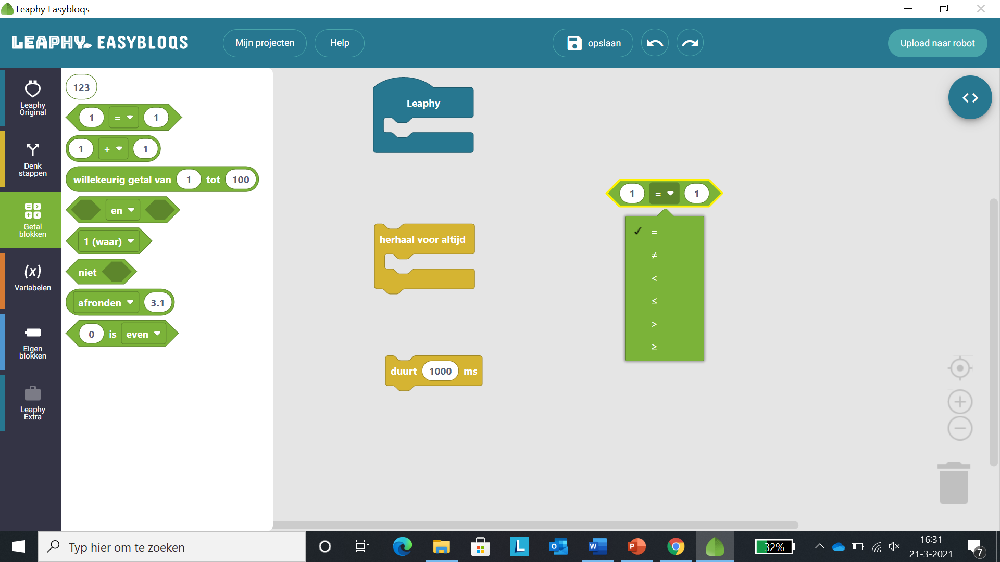 Leaphy Easybloqs
LEAPHY EASYBLOQS
Mijn projecten
Help
opslaan
Upload naar robot
Leaphy
Original
Denk
stappen
Getal
blokken
(x)
Variabelen
Eigen
blokken
Leaphy
Extra
123
1 = 1
1 + 1
willekeurig getal van 1 tot 100
en
1 (waar)
niet
afronden 3.1
0 is even
Leaphy
herhaal voor altijd
duurt 1000 ms
1 = 1
✓ =
≠
<
≤
>
≥
< >
Typ hier om te zoeken
32%
16:31
21-3-2021
7